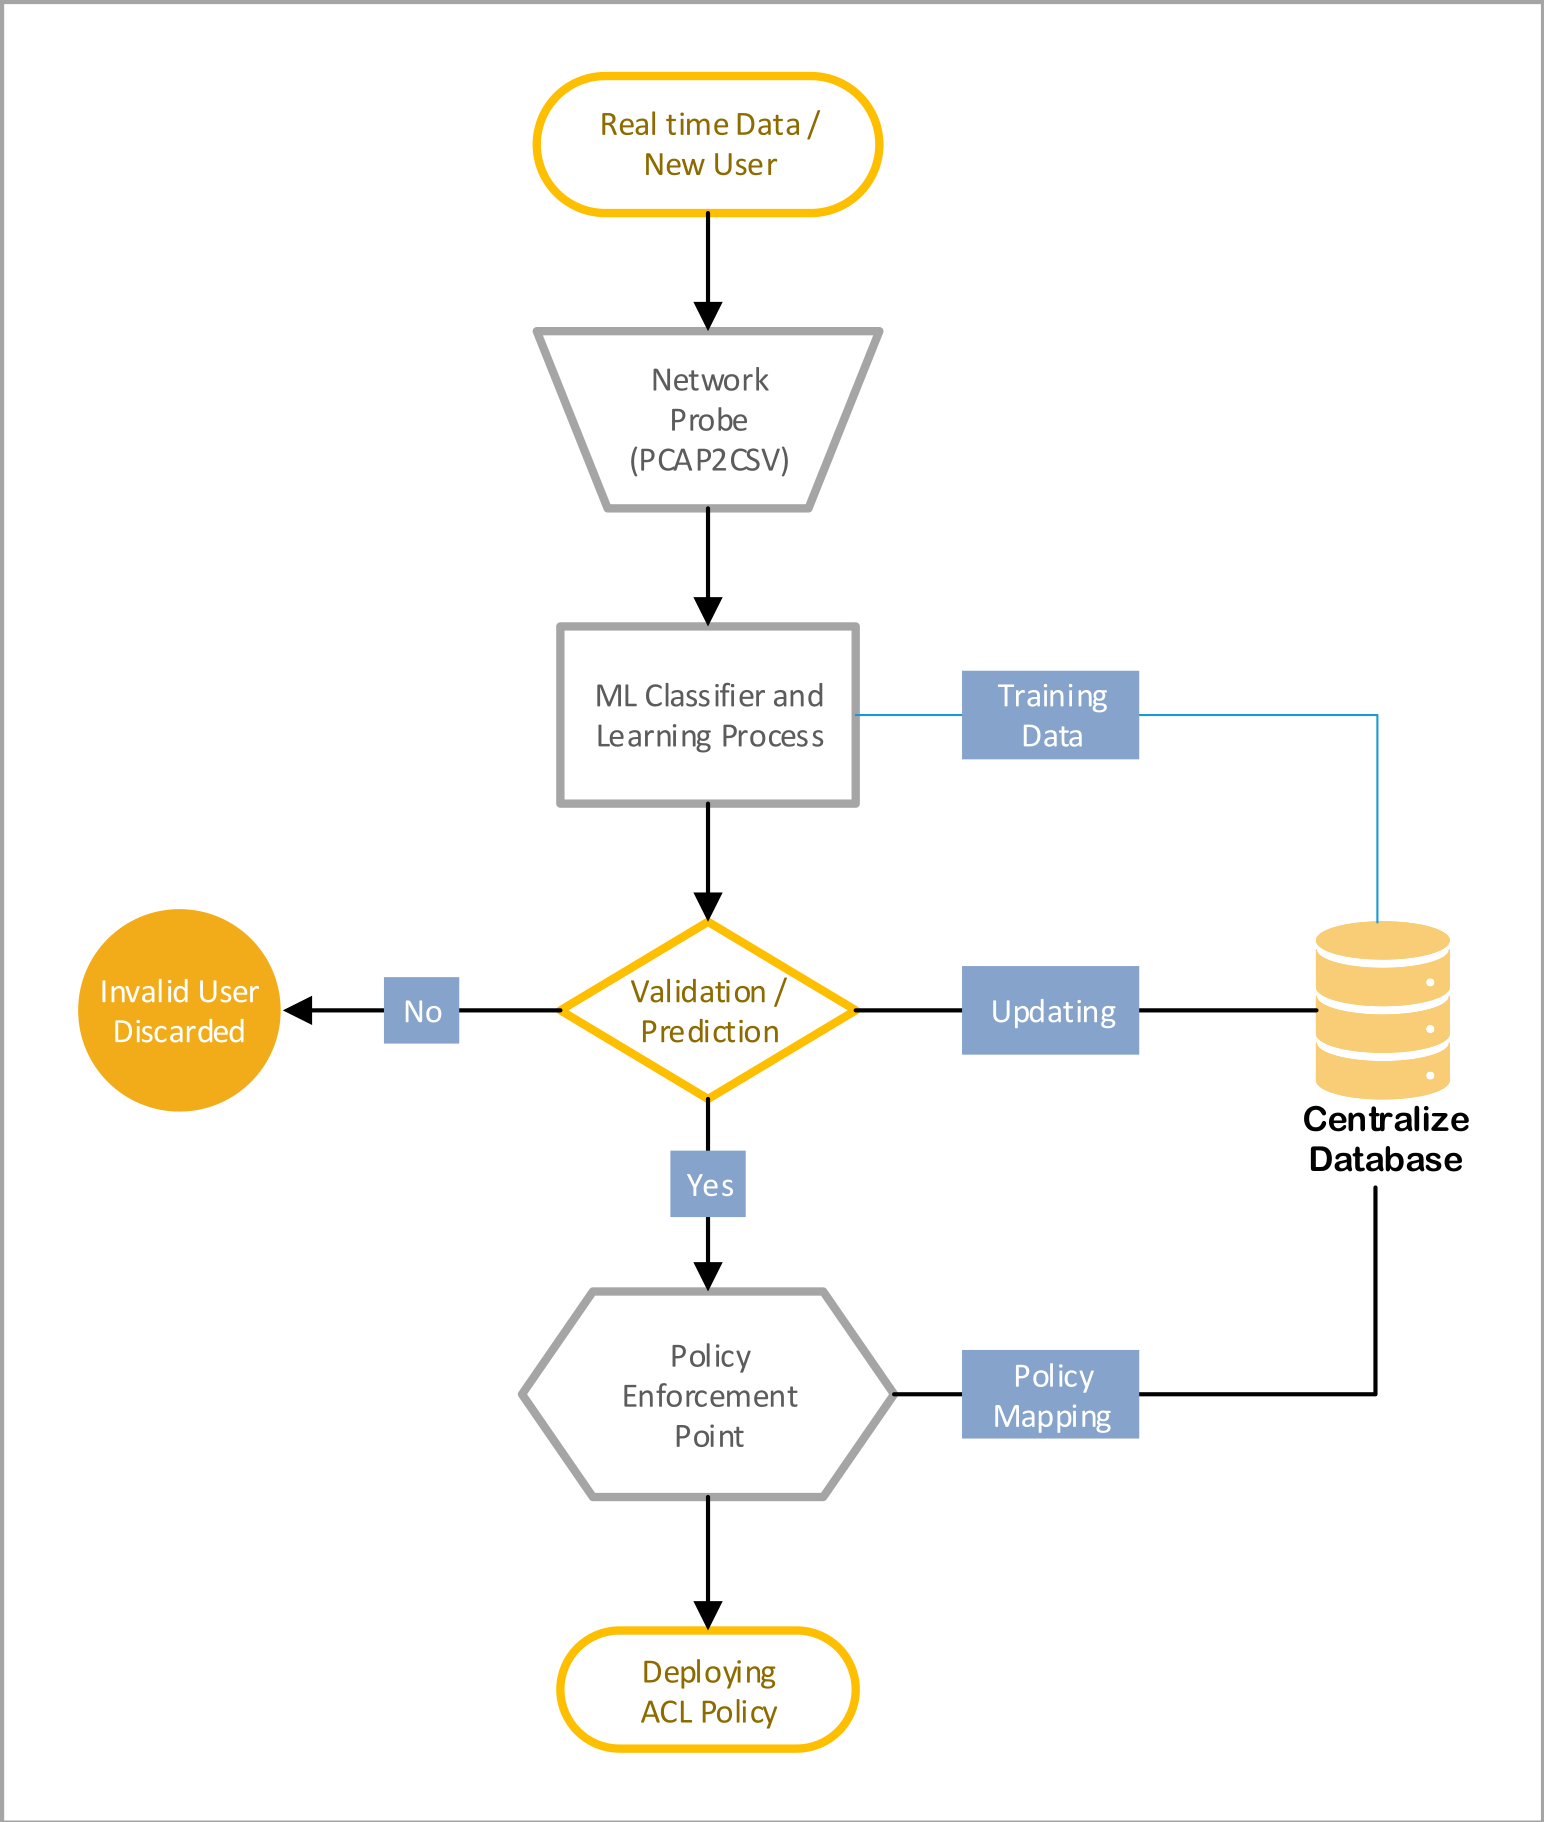 Real time Data /
New User
Network
Probe
(PCAP2CSV)
ML Classifier and
Learning Process
Training
Data
Invalid User
Discarded
No
Validation /
Prediction
Updating
Centralize
Database
Yes
Policy
Enforcement
Point
Policy
Mapping
Deploying
ACL Policy